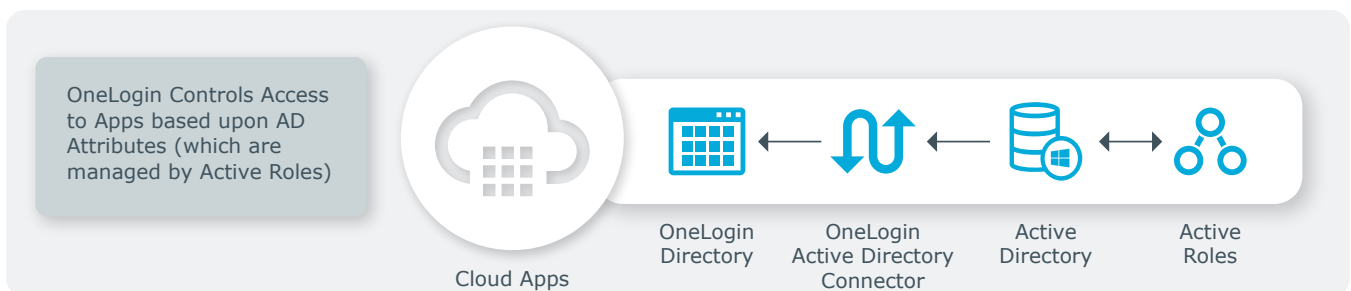 OneLogin Controls Access
to Apps based upon AD
Attributes (which are
managed by Active Roles)
Cloud Apps
OneLogin
Directory
OneLogin
Active Directory
Connector
Active
Directory
Active
Roles